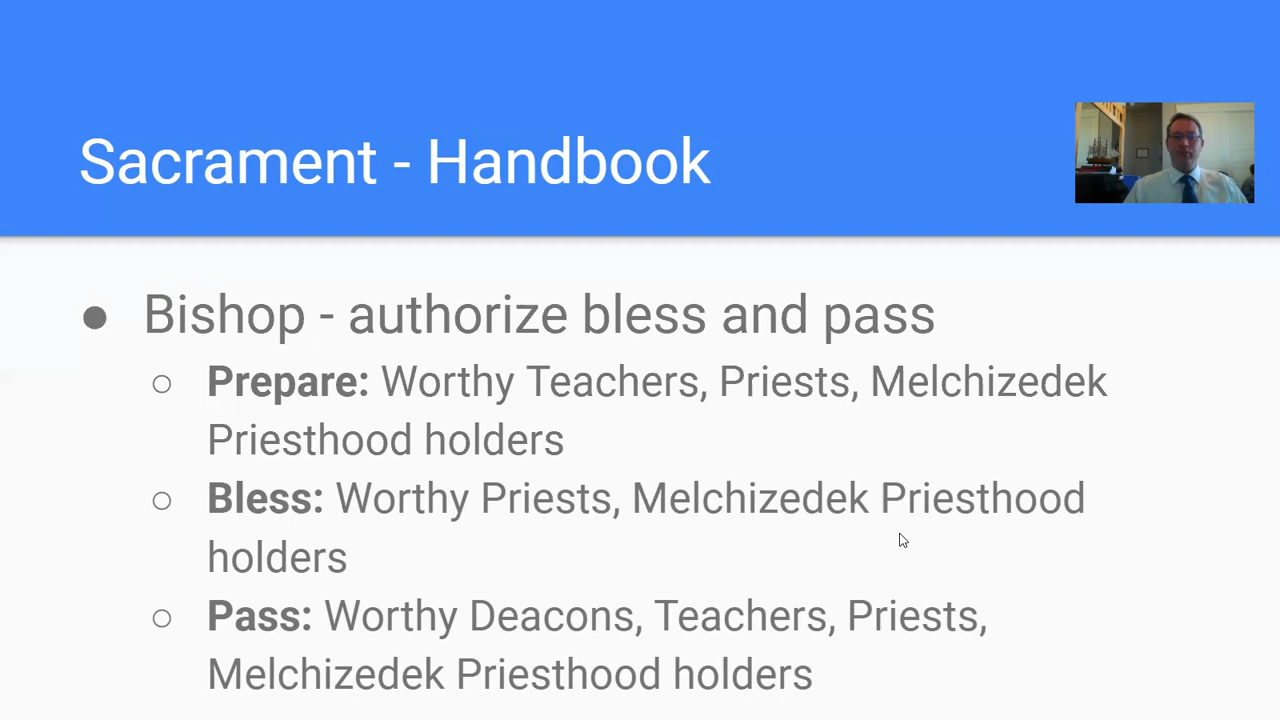 Sacrament - Handbook
● Bishop - authorize bless and pass
○ Prepare: Worthy Teachers, Priests, Melchizedek
Priesthood holders
○ Bless: Worthy Priests, Melchizedek Priesthood
holders
○ Pass: Worthy Deacons, Teachers, Priests,
Melchizedek Priesthood holders